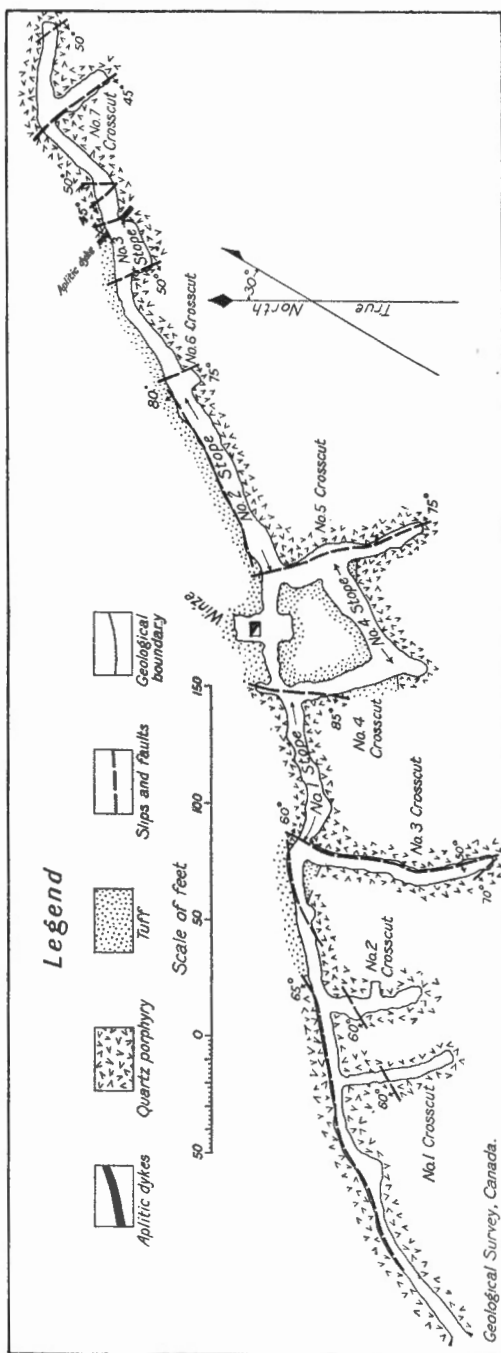 Legend
Aplitic dykes
Quartz porphyry
Tuff
Slips and faults
Geological
boundary
Scale of feet
50
0
50
100
150
No. 1 Crosscut
60°
No. 2
Crosscut
60°
65°
No. 3 Crosscut
60°
50°
70°
No. 1 Stope
No. 4
Crosscut
85°
Winze
No. 4 Stope
No. 5 Crosscut
75°
No. 2 Stope
80°
No. 6 Crosscut
75°
True
North
30°
Aplitic dyke
No. 3
Stope
50°
50°
No. 7
Crosscut
45°
50°
Geological Survey, Canada.